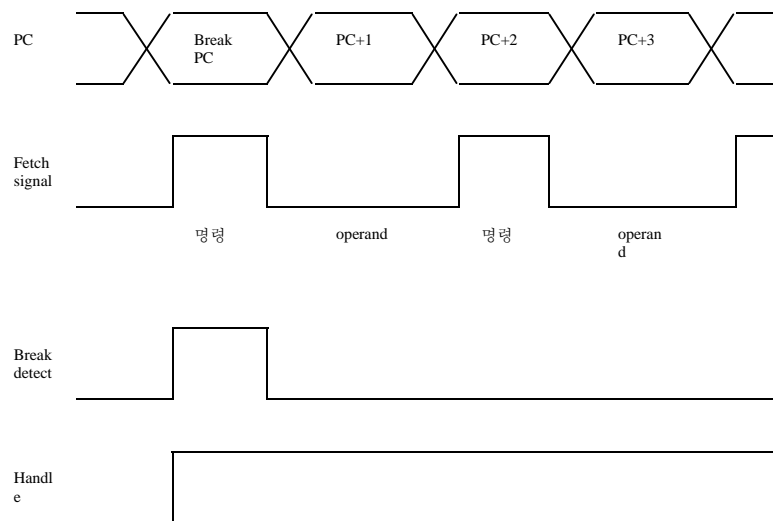 PC
Break
PC
PC+1
PC+2
PC+3
Fetch
signal
명령
operand
명령
operan
d
Break
detect
Handl
e